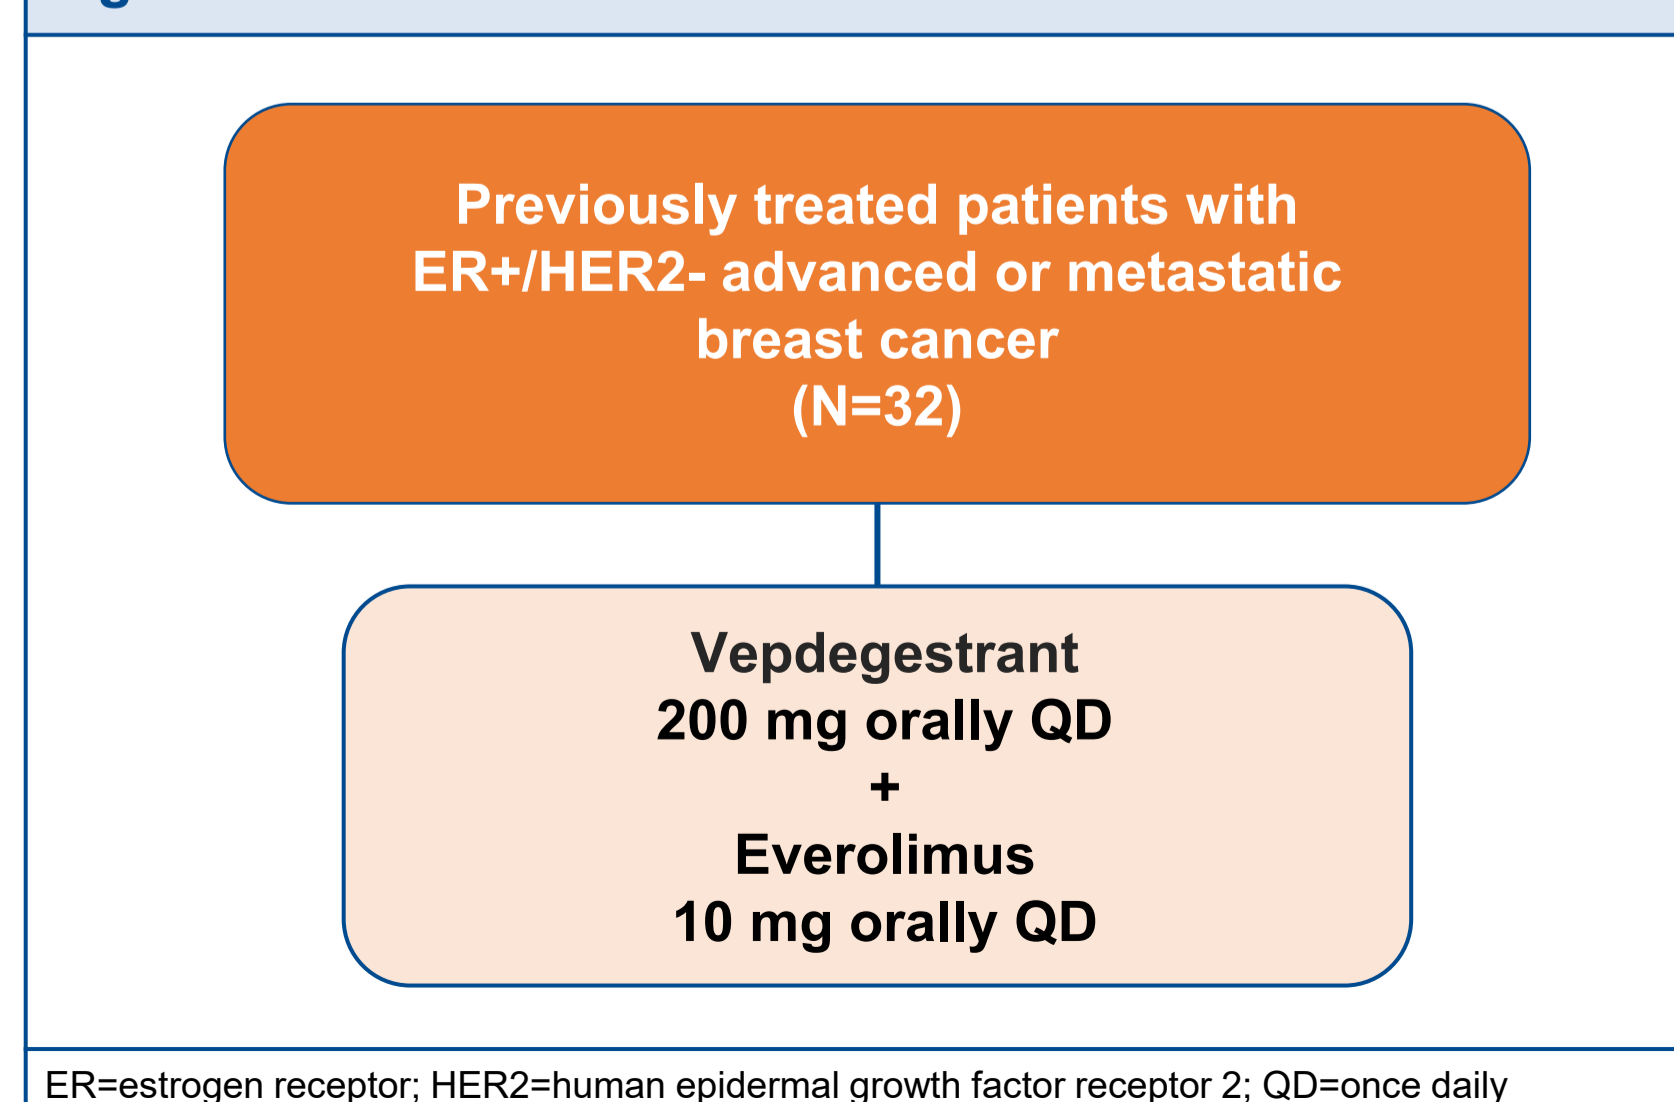 Previously treated patients with
ER+/HER2- advanced or metastatic
breast cancer
(N=32)
Vepdegestrant
200 mg orally QD
+
Everolimus
10 mg orally QD
ER=estrogen receptor; HER2=human epidermal growth factor receptor 2; QD=once daily